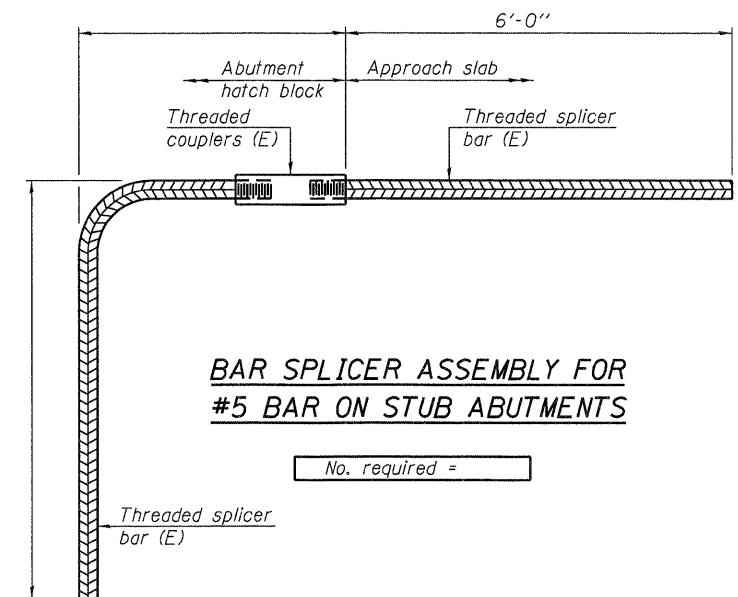 6'-0"
Abutment
hatch block
Approach slab
Threaded
couplers (E)
Threaded splicer
bar (E)
BAR SPLICER ASSEMBLY FOR
#5 BAR ON STUB ABUTMENTS
No. required =
Threaded splicer
bar (E)